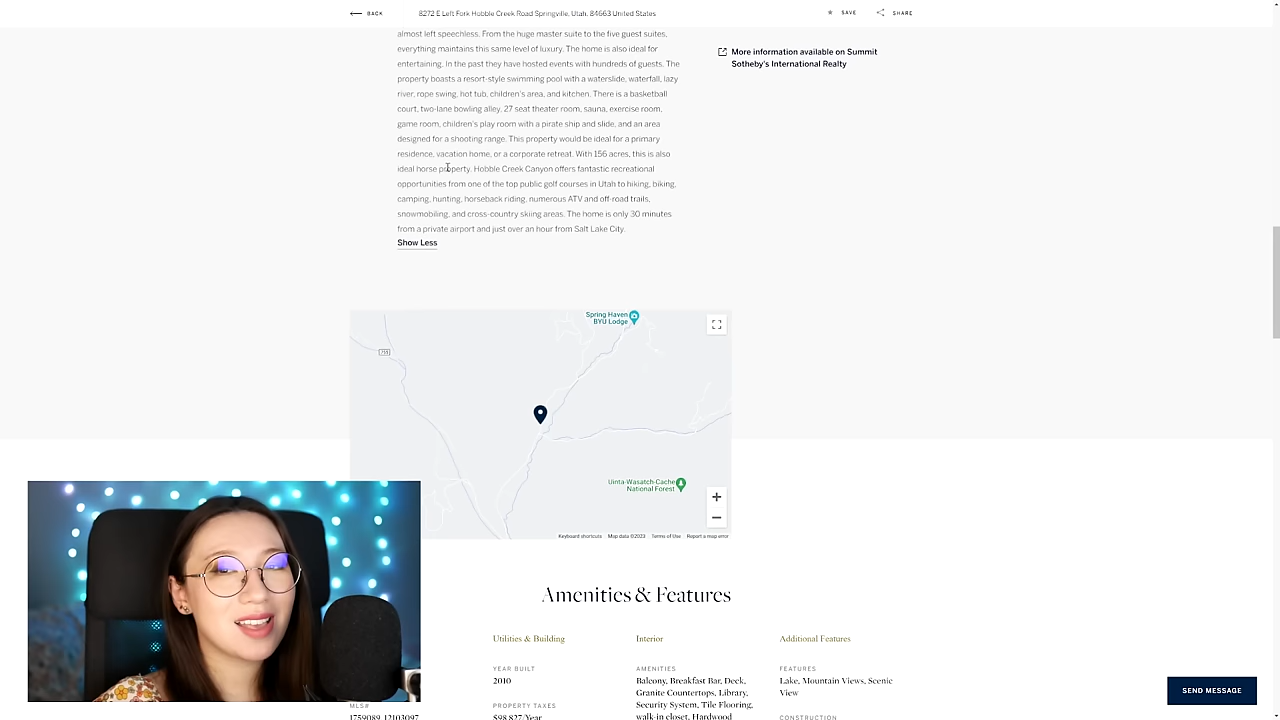 BACK
8272 E Left Fork Hobble Creek Road Springville, Utah, 84663 United States
SAVE
SHARE
almost left speechless. From the huge master suite to the five guest suites,
everything maintains this same level of luxury. The home is also ideal for
entertaining. In the past they have hosted events with hundreds of guests. The
property boasts a resort-style swimming pool with a waterslide, waterfall, lazy
river, rope swing, hot tub, children's area, and kitchen. There is a basketball
court, two-lane bowling alley, 27 seat theater room, sauna, exercise room,
game room, children's play room with a pirate ship and slide, and an area
designed for a shooting range. This property would be ideal for a primary
residence, vacation home, or a corporate retreat. With 156 acres, this is also
ideal horse property. Hobble Creek Canyon offers fantastic recreational
opportunities from one of the top public golf courses in Utah to hiking, biking,
camping, hunting, horseback riding, numerous ATV and off-road trails,
snowmobiling, and cross-country skiing areas. The home is only 30 minutes
from a private airport and just over an hour from Salt Lake City.
Show Less
More information available on Summit
Sotheby's International Realty
Spring Haven
BYU Lodge
Uinta-Wasatch-Cache
National Forest
Keyboard shortcuts
Map data ©2023
Terms of Use
Report a map error
Amenities & Features
Utilities & Building
Interior
Additional Features
YEAR BUILT
2010
PROPERTY TAXES
$98,827/Year
AMENITIES
Balcony, Breakfast Bar, Deck,
Granite Countertops, Library,
Security System, Tile Flooring,
walk-in closet, Hardwood
FEATURES
Lake, Mountain Views, Scenic
View
CONSTRUCTION
MLS#
1759089, 12103097
SEND MESSAGE